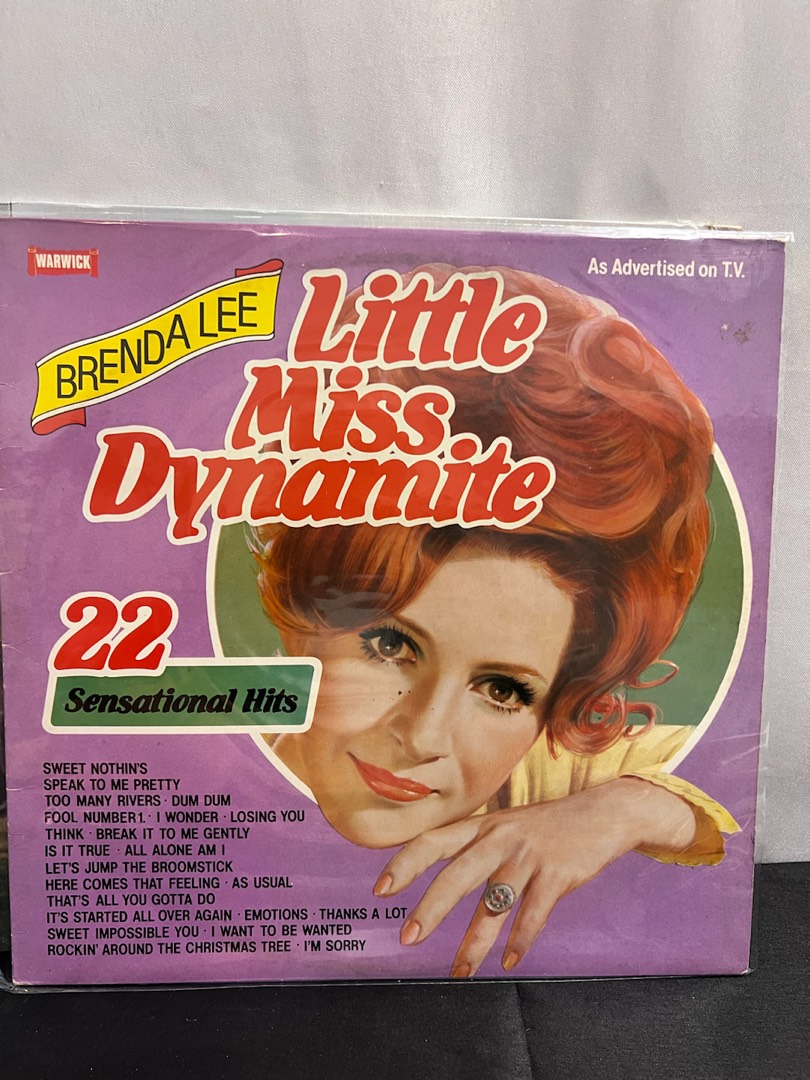 WARWICK
As Advertised on T.V.
BRENDA LEE
Little
Miss
Dynamite
22
Sensational Hits
SWEET NOTHIN'S
SPEAK TO ME PRETTY
TOO MANY RIVERS · DUM DUM
FOOL NUMBER 1. · I WONDER · LOSING YOU
THINK · BREAK IT TO ME GENTLY
IS IT TRUE · ALL ALONE AM I
LET'S JUMP THE BROOMSTICK
HERE COMES THAT FEELING · AS USUAL
THAT'S ALL YOU GOTTA DO
IT'S STARTED ALL OVER AGAIN · EMOTIONS · THANKS A LOT
SWEET IMPOSSIBLE YOU · I WANT TO BE WANTED
ROCKIN' AROUND THE CHRISTMAS TREE · I'M SORRY